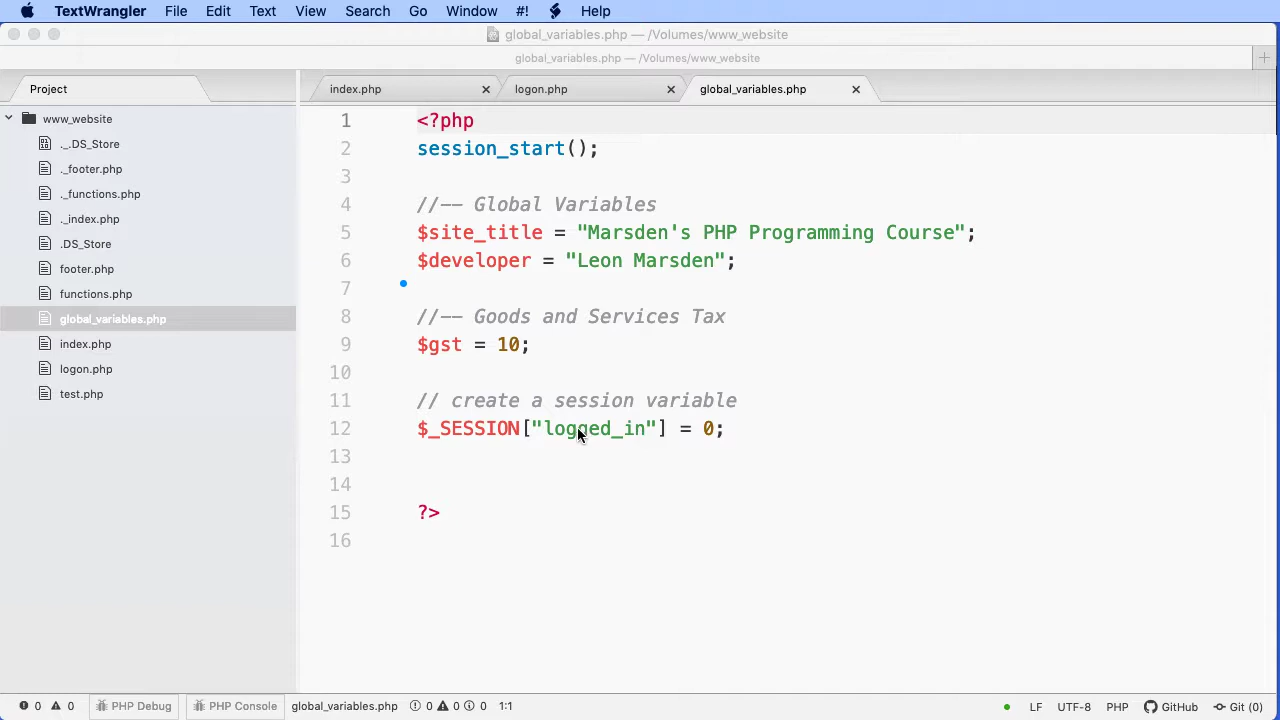 TextWrangler File Edit Text View Search Go Window #! Help
global_variables.php — /Volumes/www_website
global_variables.php — /Volumes/www_website
Project
index.php
logon.php
global_variables.php
www_website
._.DS_Store
._footer.php
._functions.php
._index.php
.DS_Store
footer.php
functions.php
global_variables.php
index.php
logon.php
test.php
1 <?php
2 session_start();
3
4 //-- Global Variables
5 $site_title = "Marsden's PHP Programming Course";
6 $developer = "Leon Marsden";
7
8 //-- Goods and Services Tax
9 $gst = 10;
10
11 // create a session variable
12 $_SESSION["logged_in"] = 0;
13
14
15 ?>
16
0 0 PHP Debug PHP Console global_variables.php 0 0 0 1:1 LF UTF-8 PHP GitHub Git (0)